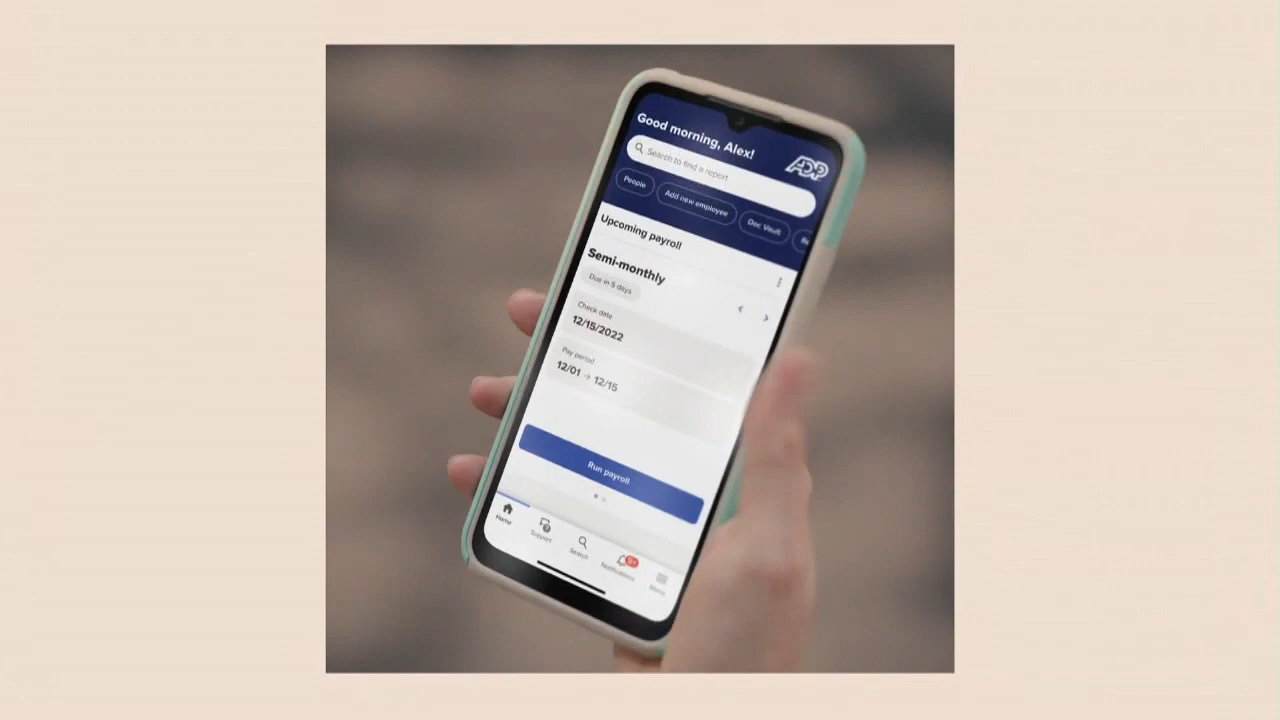 Good morning, Alex!
ADP
Search to find a report
People
Add new employee
Doc Vault
Upcoming payroll
Semi-monthly
Due in 5 days
Check date
12/15/2022
Pay period
12/01 → 12/15
Run payroll
Home
Support
Search
Notifications
Menu